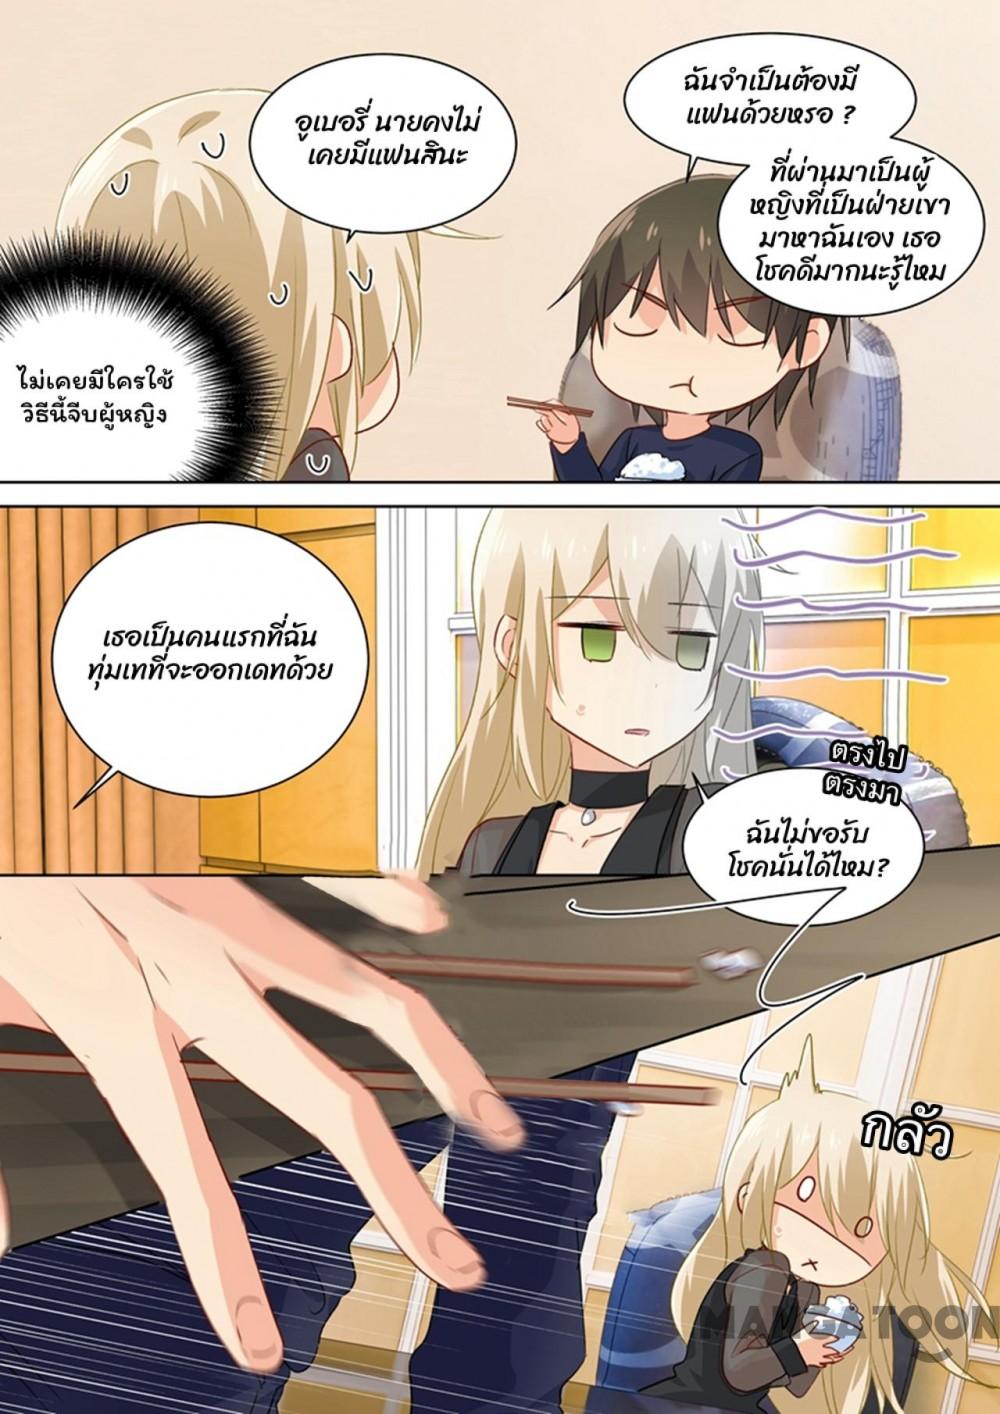 อูเบอรี่ นายคงไม่
เคยมีแฟนสินะ
ฉันจำเป็นต้องมี
แฟนด้วยหรอ ?
ที่ผ่านมาเป็นผู้
หญิงที่เป็นฝ่ายเขา
มาหาฉันเอง เธอ
โชคดีมากนะรู้ไหม
ไม่เคยมีใครใช้
วิธีนี้จีบผู้หญิง
เธอเป็นคนแรกที่ฉัน
ทุ่มเทที่จะออกเดทด้วย
ตรงไป
ตรงมา
ฉันไม่ขอรับ
โชคนั่นได้ไหม?
กลัว
MANGATOON